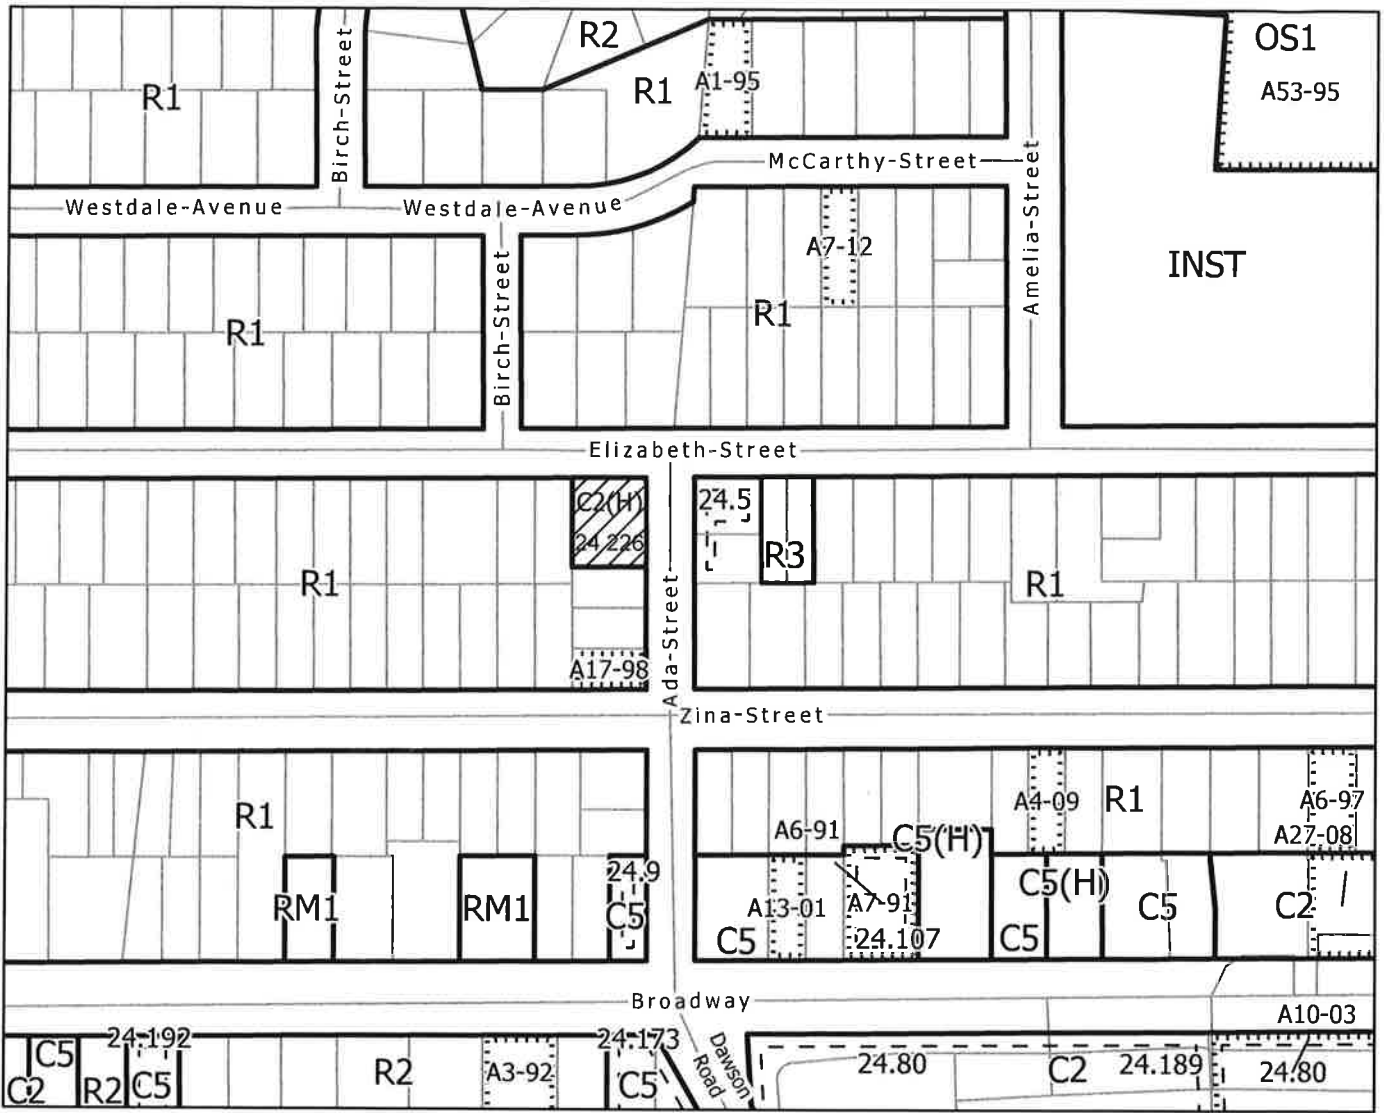 OS1
R2
A53-95
R1
R1
A1-95
Birch-Street
McCarthy-Street
Amelia-Street
Westdale-Avenue
Westdale-Avenue
A7-12
INST
Birch-Street
R1
R1
Elizabeth-Street
C2(H)
24.5
24.226
R3
R1
R1
Ada-Street
A17-98
Zina-Street
A4-09
R1
A6-97
R1
A6-91
C5(H)
A27-08
24.9
C5(H)
RM1
RM1
C5
A13-01
A7-91
C5
C2
C5
24.107
C5
Broadway
A10-03
24.192
24.173
C5
Dawson
Road
24.80
C2
24.189
24.80
C2
R2
C5
R2
A3-92
C5